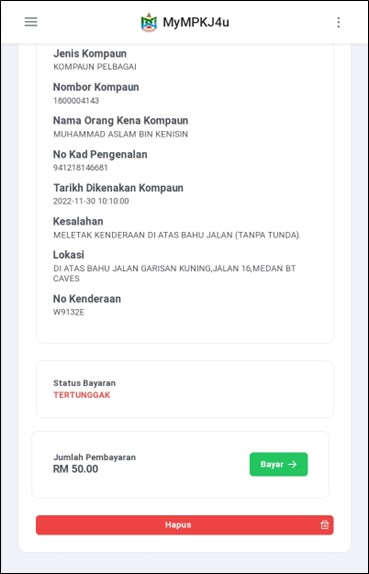 MyMPKJ4u
Jenis Kompaun
KOMPAUN PELBAGAI
Nombor Kompaun
1800004143
Nama Orang Kena Kompaun
MUHAMMAD ASLAM BIN KENISIN
No Kad Pengenalan
941218146681
Tarikh Dikenakan Kompaun
2022-11-30 10:10:00
Kesalahan
MELETAK KENDERAAN DI ATAS BAHU JALAN (TANPA TUNDA).
Lokasi
DI ATAS BAHU JALAN GARISAN KUNING,JALAN 16,MEDAN BT
CAVES
No Kenderaan
W9132E
Status Bayaran
TERTUNGGAK
Jumlah Pembayaran
RM 50.00
Bayar
Hapus